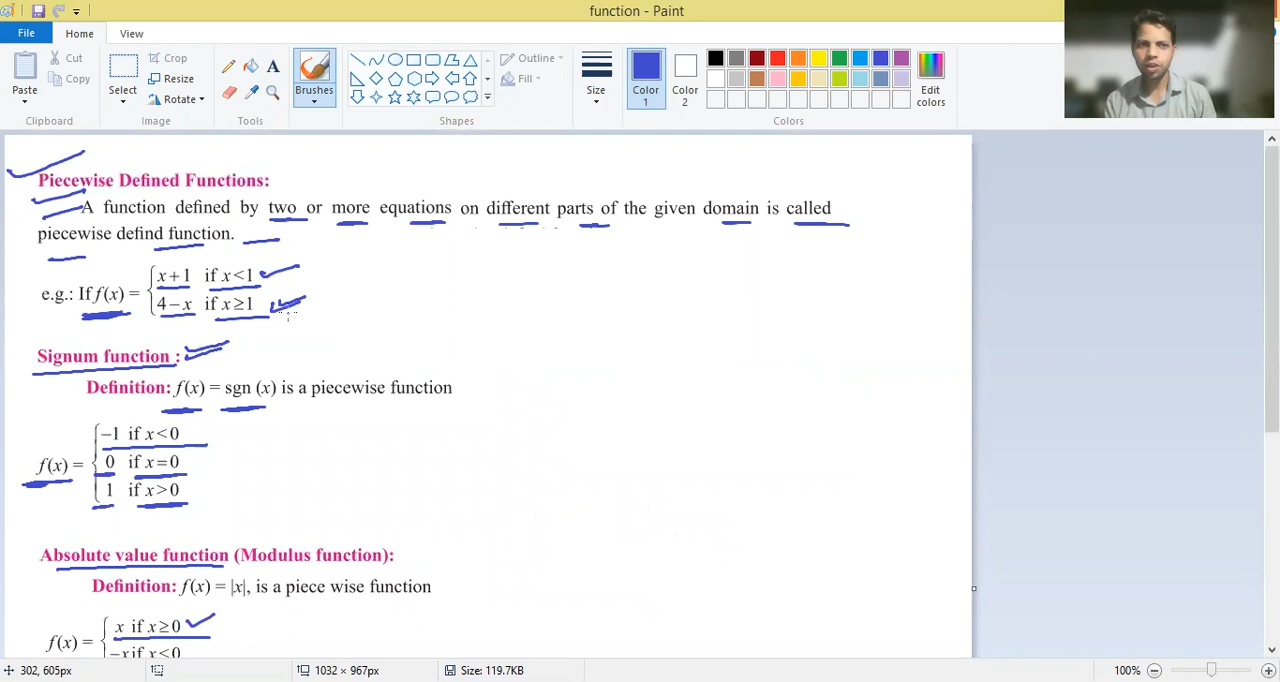 function - Paint
File
Home
View
Paste
Cut
Copy
Clipboard
Select
Crop
Resize
Rotate
Image
A
Tools
Brushes
Shapes
Outline
Fill
Size
Color 1
Color 2
Edit colors
Colors
Piecewise Defined Functions:
A function defined by two or more equations on different parts of the given domain is called
piecewise defind function.
e.g.: If f(x) = { x+1 if x<1
4−x if x≥1
Signum function :
Definition: f(x) = sgn (x) is a piecewise function
−1 if x<0
f(x) = { 0 if x=0
1 if x>0
Absolute value function (Modulus function):
Definition: f(x) = |x|, is a piece wise function
f(x) = { x if x≥0
−x if x<0
302, 605px
1032 × 967px
Size: 119.7KB
100%